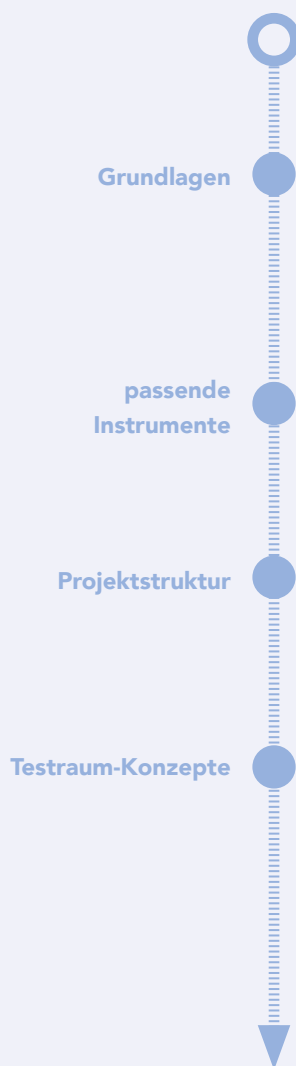 Grundlagen
passende
Instrumente
Projektstruktur
Testraum-Konzepte